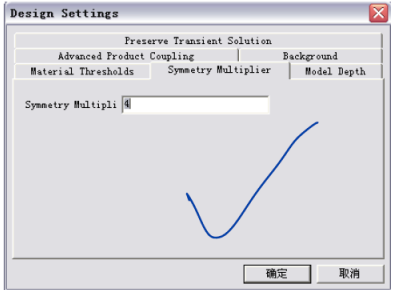 Design Settings
Preserve Transient Solution
Advanced Product Coupling
Background
Material Thresholds
Symmetry Multiplier
Model Depth
Symmetry Multipli 4
确定
取消